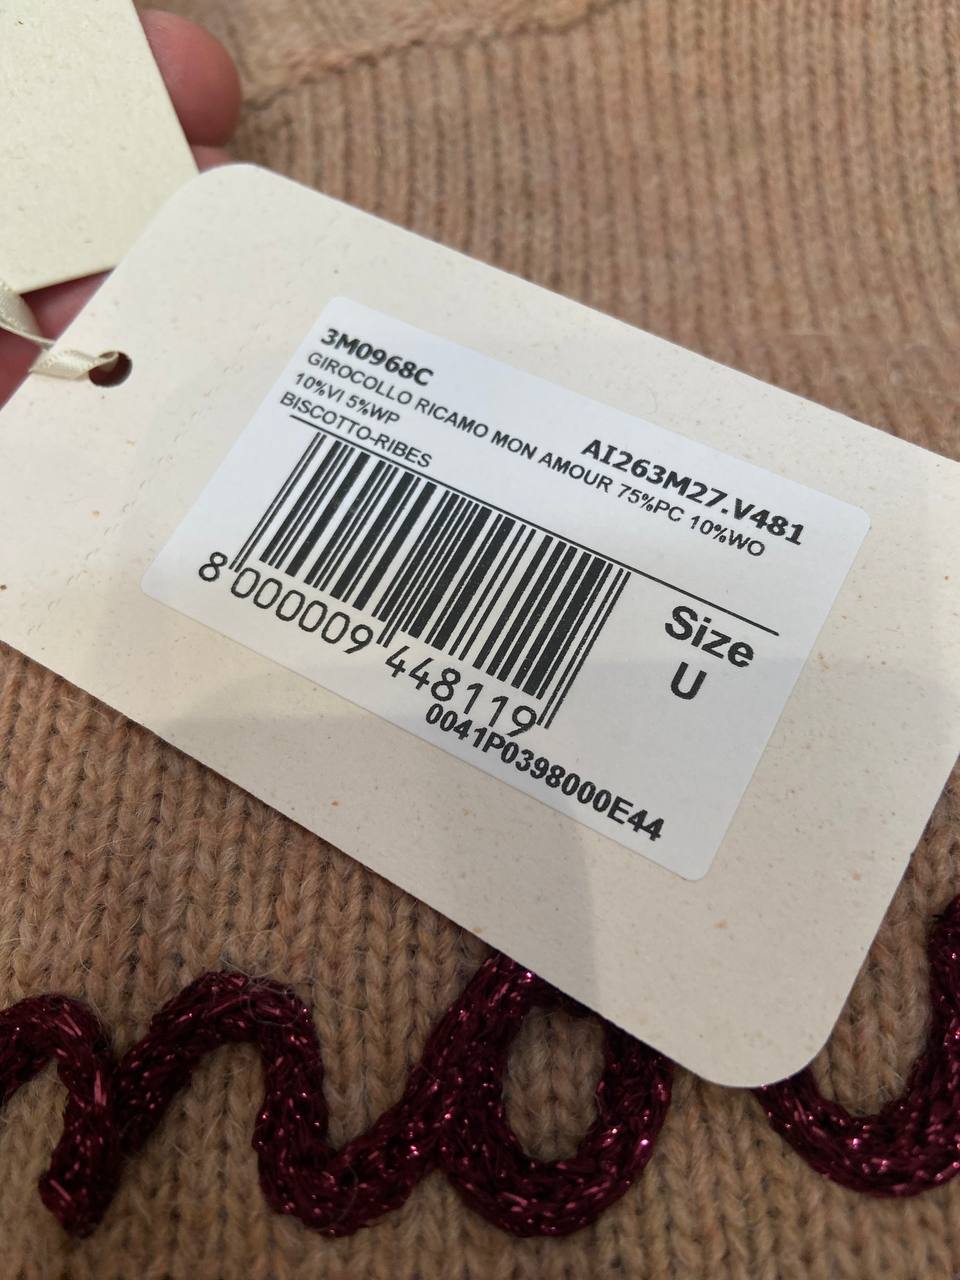 3M0968C
AI263M27.V481
GIROCOLLO RICAMO MON AMOUR 75%PC 10%WO
10%VI 5%WP
BISCOTTO-RIBES
Size
U
8 000009 448119
0041P0398000E44
mo